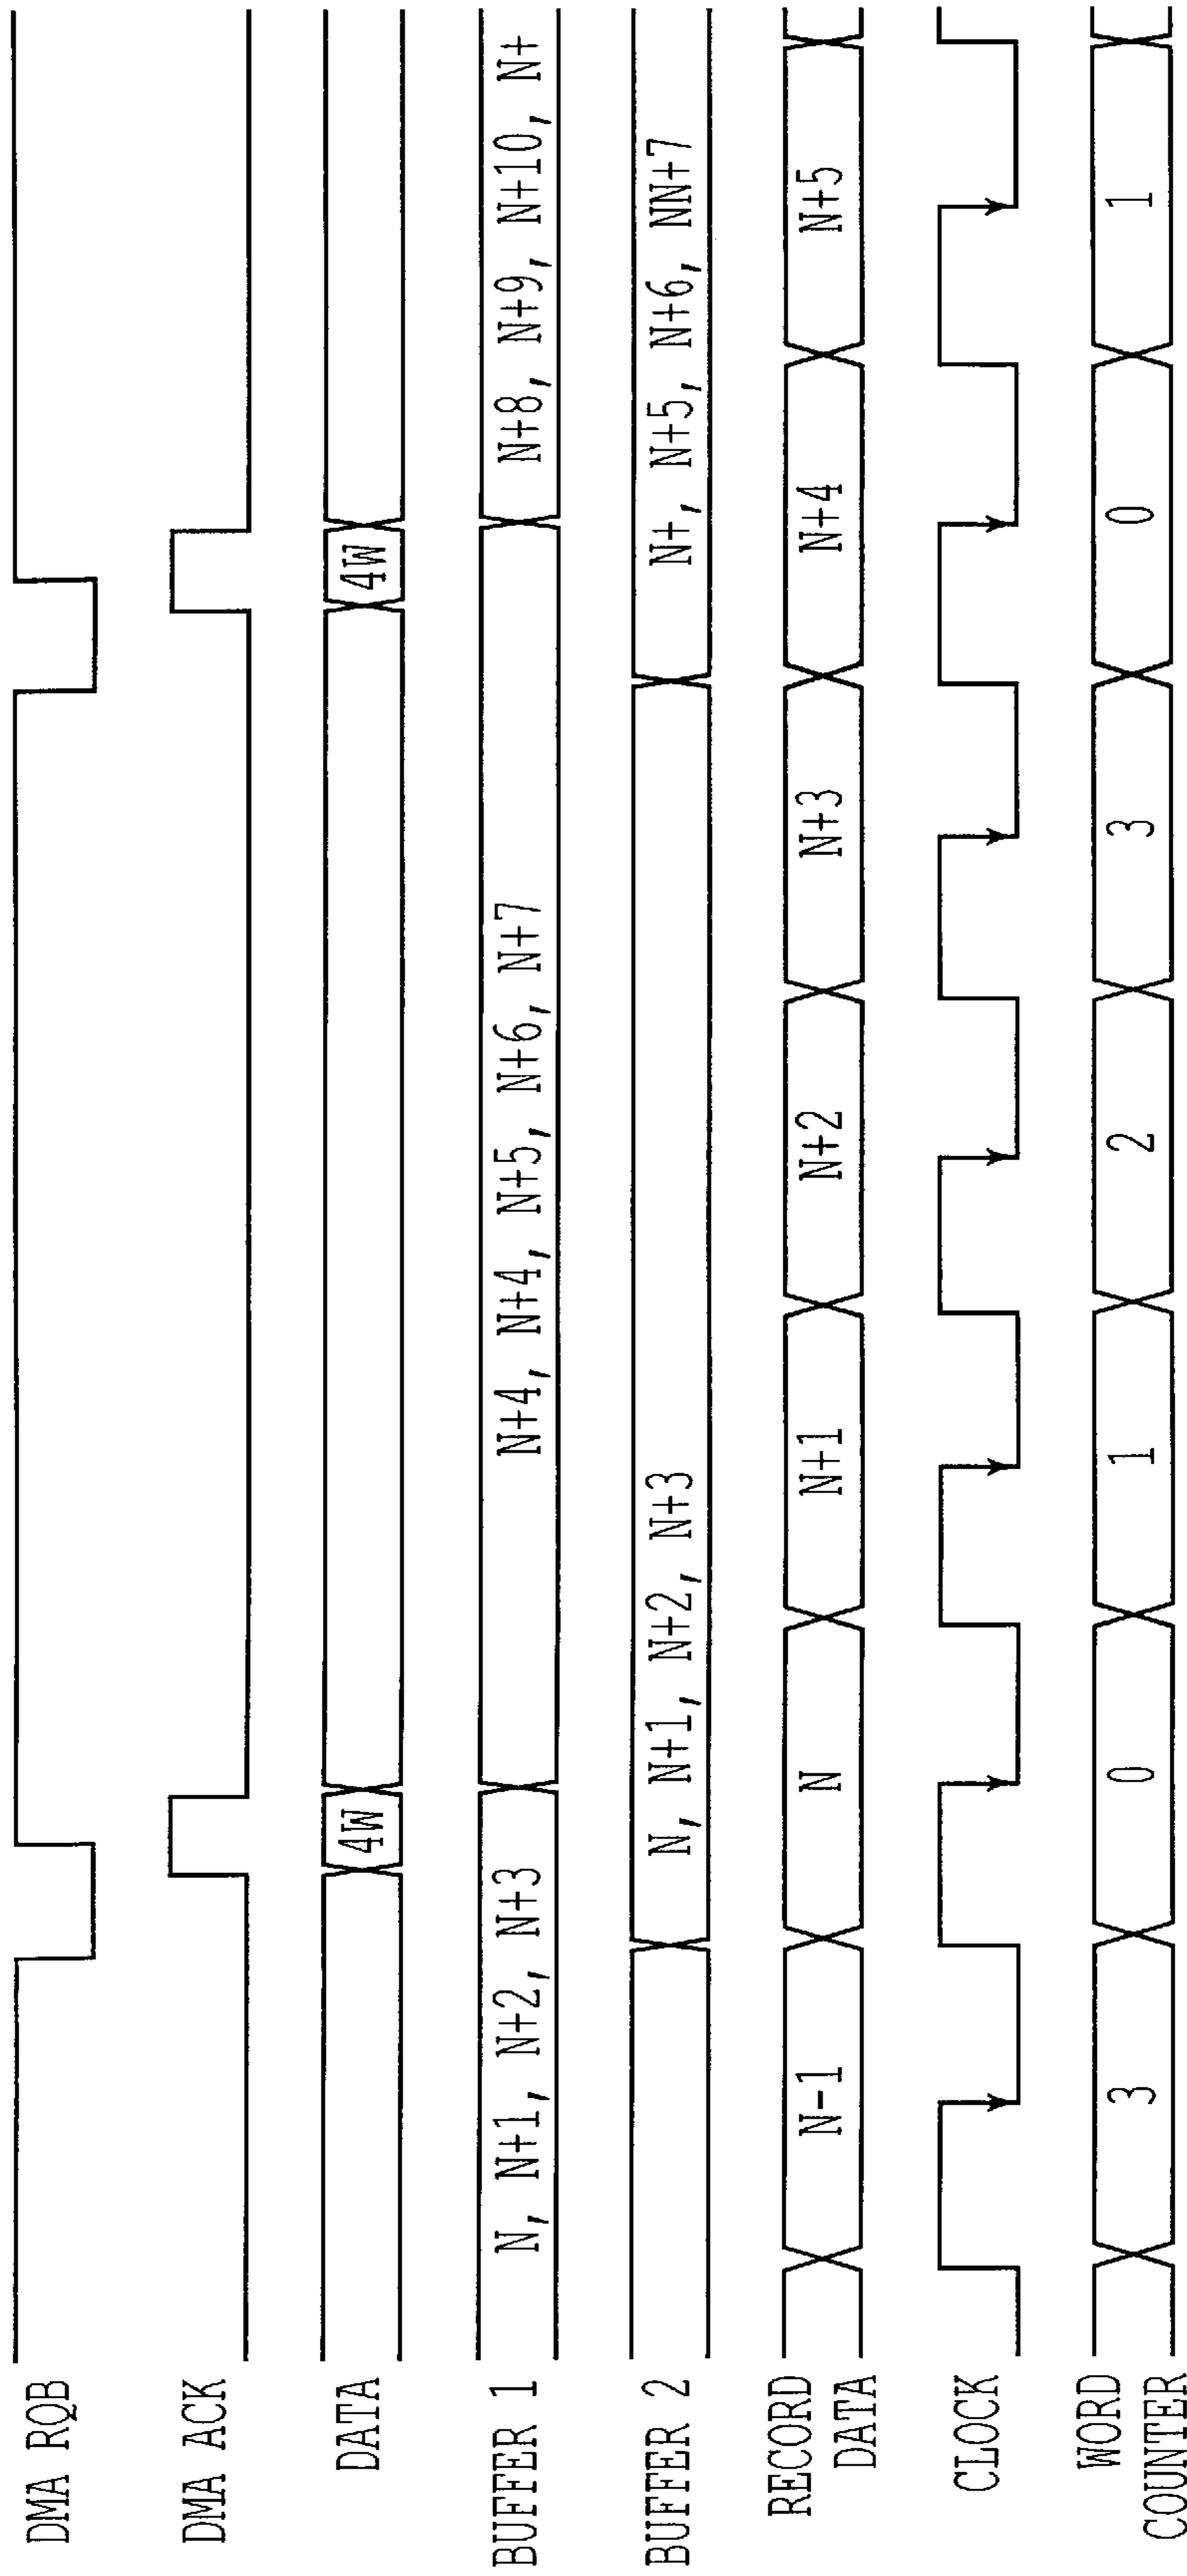 DMA RQB
DMA ACK
DATA 4W 4W
BUFFER 1 N, N+1, N+2, N+3 N+4, N+4, N+5, N+6, N+7 N+8, N+9, N+10, N+
BUFFER 2 N, N+1, N+2, N+3 N+, N+5, N+6, NN+7
RECORD
DATA N-1 N N+1 N+2 N+3 N+4 N+5
CLOCK
WORD
COUNTER 3 0 1 2 3 0 1